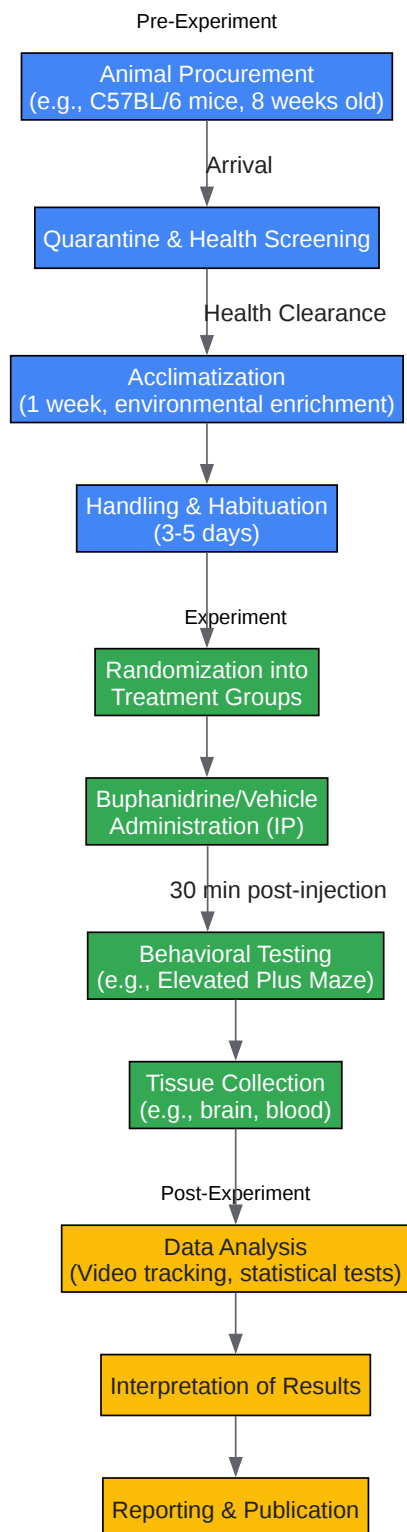 Pre-Experiment
Animal Procurement
(e.g., C57BL/6 mice, 8 weeks old)
Arrival
Quarantine & Health Screening
Health Clearance
Acclimatization
(1 week, environmental enrichment)
Handling & Habituation
(3-5 days)
Experiment
Randomization into
Treatment Groups
Buphanidrine/Vehicle
Administration (IP)
30 min post-injection
Behavioral Testing
(e.g., Elevated Plus Maze)
Tissue Collection
(e.g., brain, blood)
Post-Experiment
Data Analysis
(Video tracking, statistical tests)
Interpretation of Results
Reporting & Publication